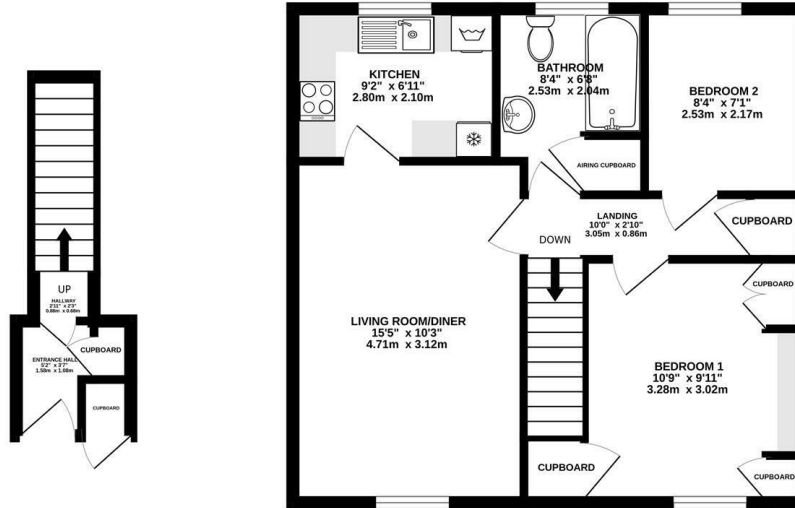 UP
HALLWAY
2'11" x 2'3"
0.88m x 0.68m
ENTRANCE HALL
5'2" x 3'7"
1.58m x 1.08m
CUPBOARD
CUPBOARD
KITCHEN
9'2" x 6'11"
2.80m x 2.10m
BATHROOM
8'4" x 6'8"
2.53m x 2.04m
BEDROOM 2
8'4" x 7'1"
2.53m x 2.17m
AIRING CUPBOARD
LANDING
10'0" x 2'10"
3.05m x 0.86m
CUPBOARD
DOWN
LIVING ROOM/DINER
15'5" x 10'3"
4.71m x 3.12m
CUPBOARD
BEDROOM 1
10'9" x 9'11"
3.28m x 3.02m
CUPBOARD
CUPBOARD